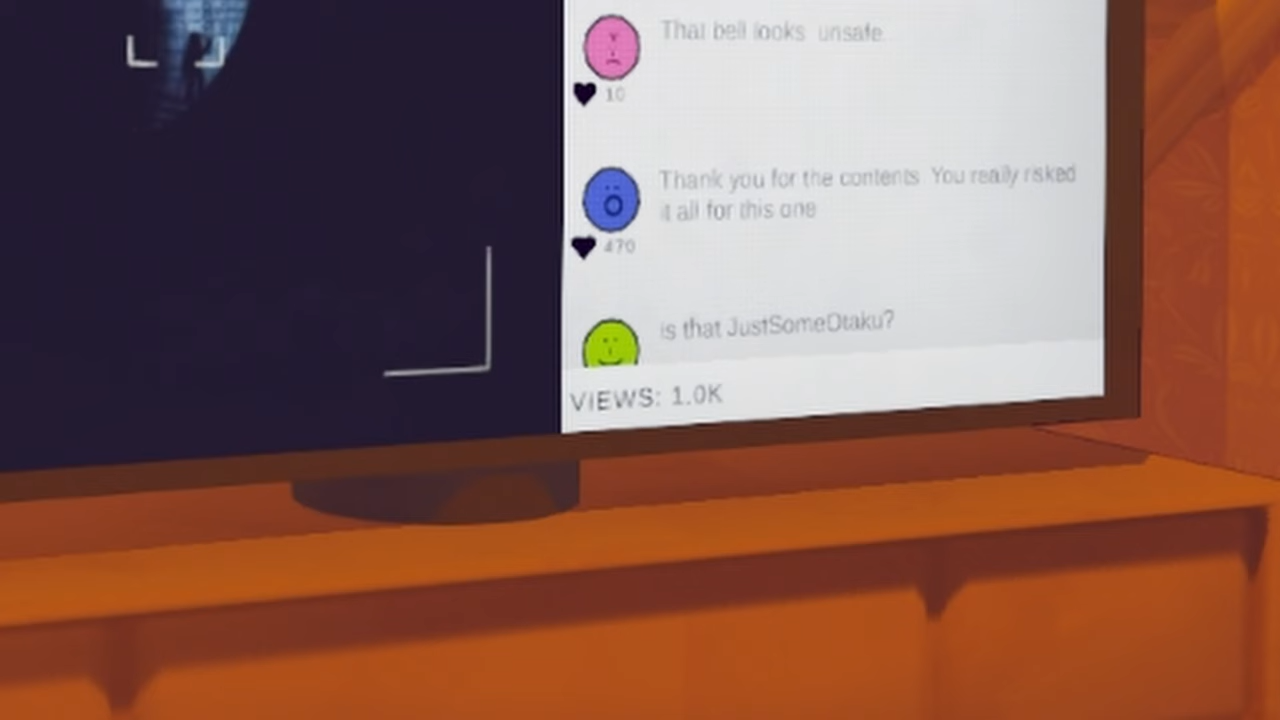 That bell looks unsafe.
10
Thank you for the contents You really risked
it all for this one
470
is that JustSomeOtaku?
VIEWS: 1.0K